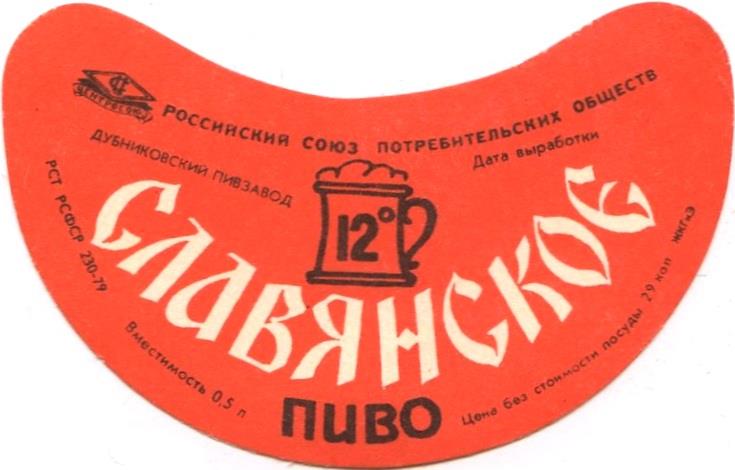 ЦЕНТРОСОЮЗ
РОССИЙСКИЙ СОЮЗ ПОТРЕБИТЕЛЬСКИХ ОБЩЕСТВ
ДУБНИКОВСКИЙ ПИВЗАВОД
Дата выработки
12°
РСТ РСФСР 230-79
СЛАВЯНСКОЕ
Вместимость 0,5 л
ПИВО
Цена без стоимости посуды 29 коп